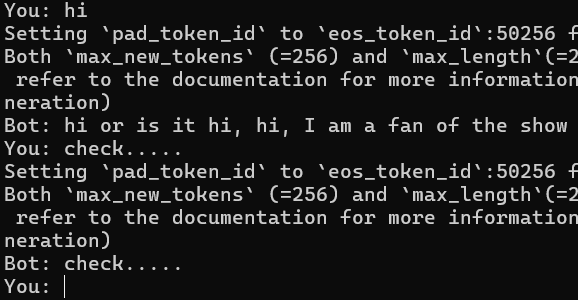 You: hi
Setting `pad_token_id` to `eos_token_id`:50256 f
Both `max_new_tokens` (=256) and `max_length`(=2
 refer to the documentation for more information
neration)
Bot: hi or is it hi, hi, I am a fan of the show
You: check.....
Setting `pad_token_id` to `eos_token_id`:50256 f
Both `max_new_tokens` (=256) and `max_length`(=2
 refer to the documentation for more information
neration)
Bot: check.....
You: